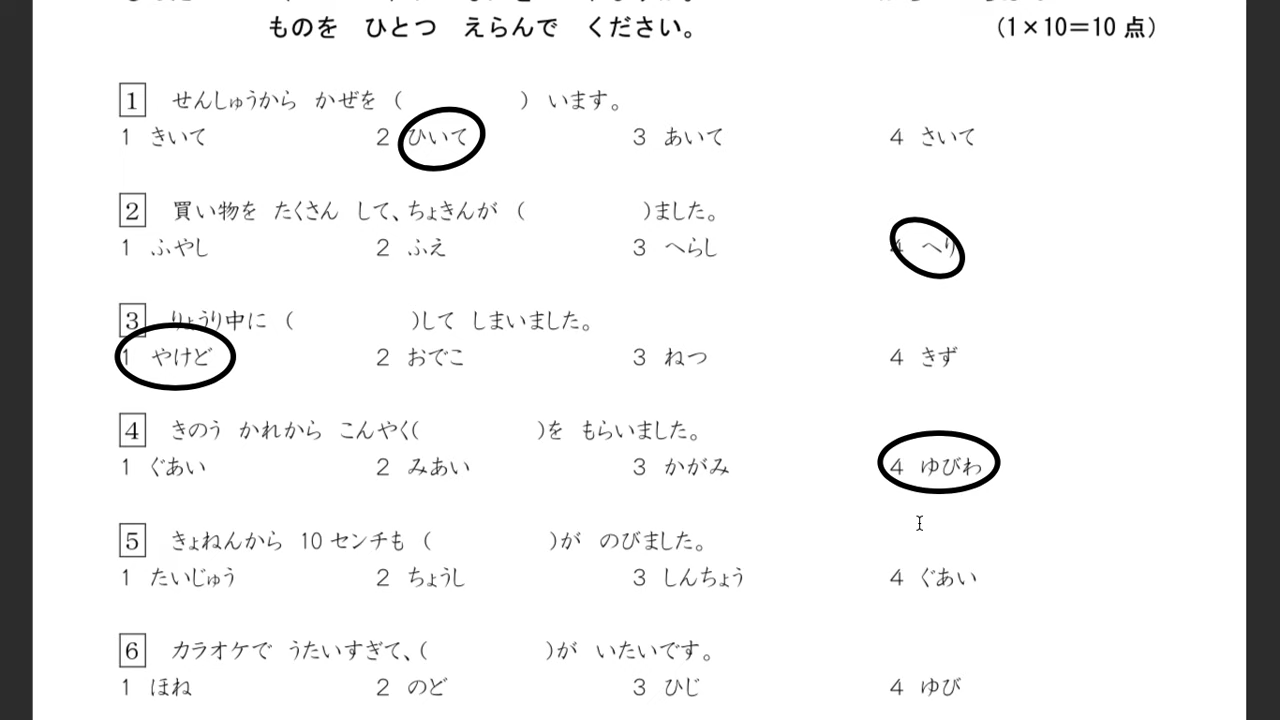 ものを ひとつ えらんで ください。 (1×10=10 点)
1 せんしゅうから かぜを ( ) います。
1 きいて 2 ひいて 3 あいて 4 さいて
2 買い物を たくさん して、ちょきんが ( )ました。
1 ふやし 2 ふえ 3 へらし 4 へり
3 りょうり中に ( )して しまいました。
1 やけど 2 おでこ 3 ねつ 4 きず
4 きのう かれから こんやく( )を もらいました。
1 ぐあい 2 みあい 3 かがみ 4 ゆびわ
5 きょねんから 10 センチも ( )が のびました。
1 たいじゅう 2 ちょうし 3 しんちょう 4 ぐあい
6 カラオケで うたいすぎて、( )が いたいです。
1 ほね 2 のど 3 ひじ 4 ゆび